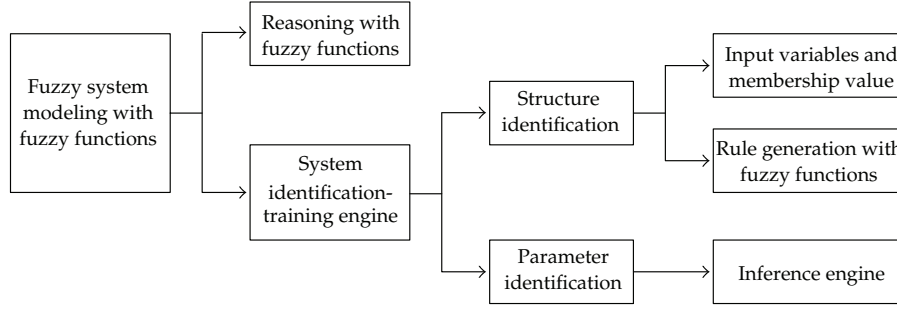 Fuzzy system
modeling with
fuzzy functions
Reasoning with
fuzzy functions
System
identification-
training engine
Structure
identification
Parameter
identification
Input variables and
membership value
Rule generation with
fuzzy functions
Inference engine